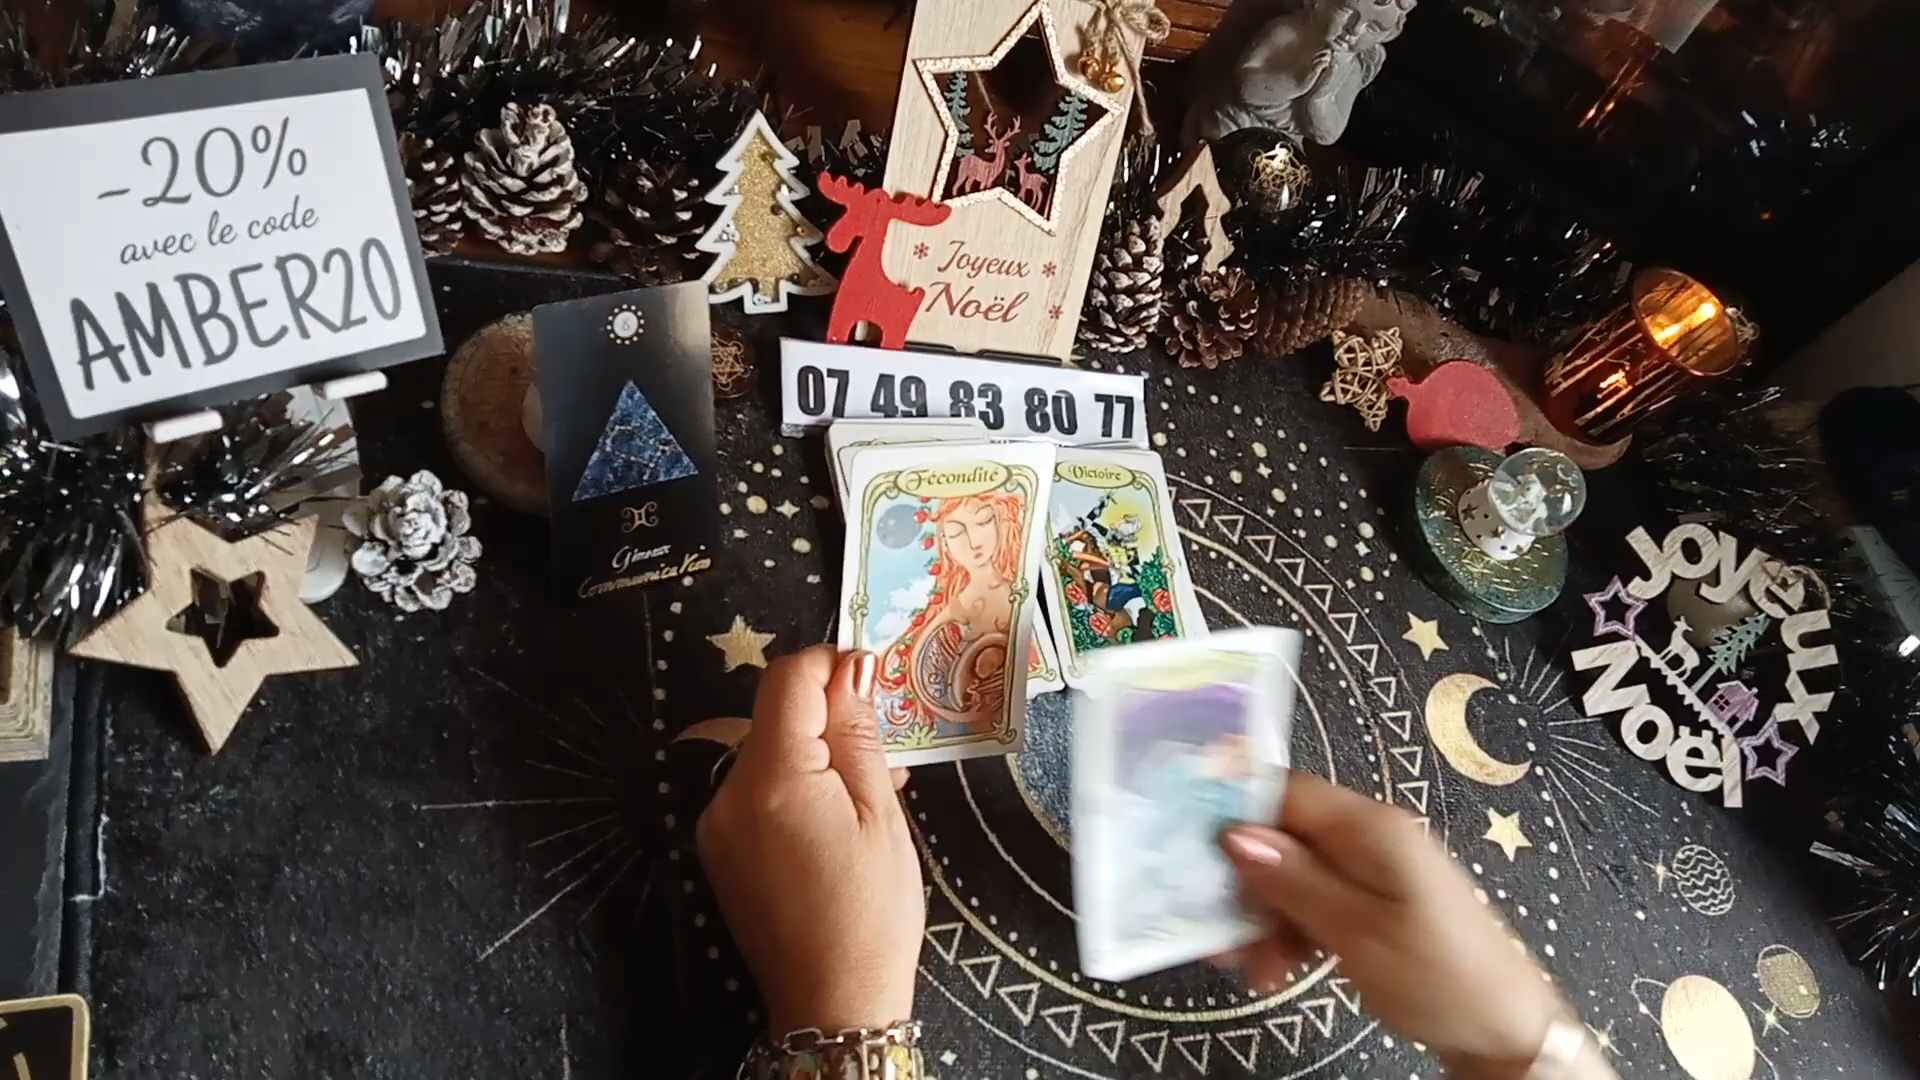 -20%
avec le code
AMBER20
Joyeux
Noël
07 49 83 80 77
Fécondité
Victoire
Gémeaux
Communication
Joyeux
Noël